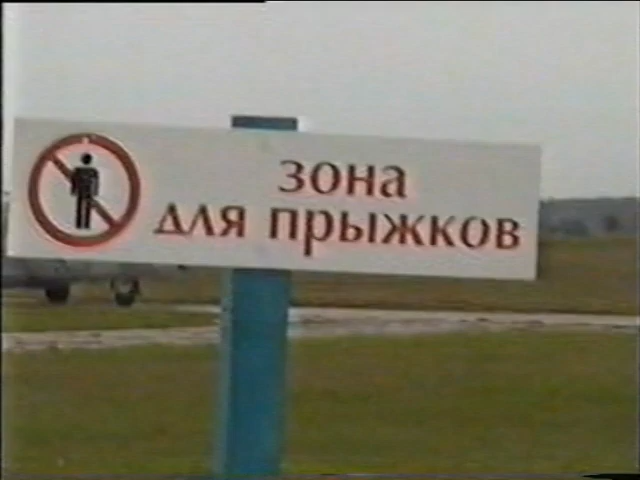 зона
для прыжков